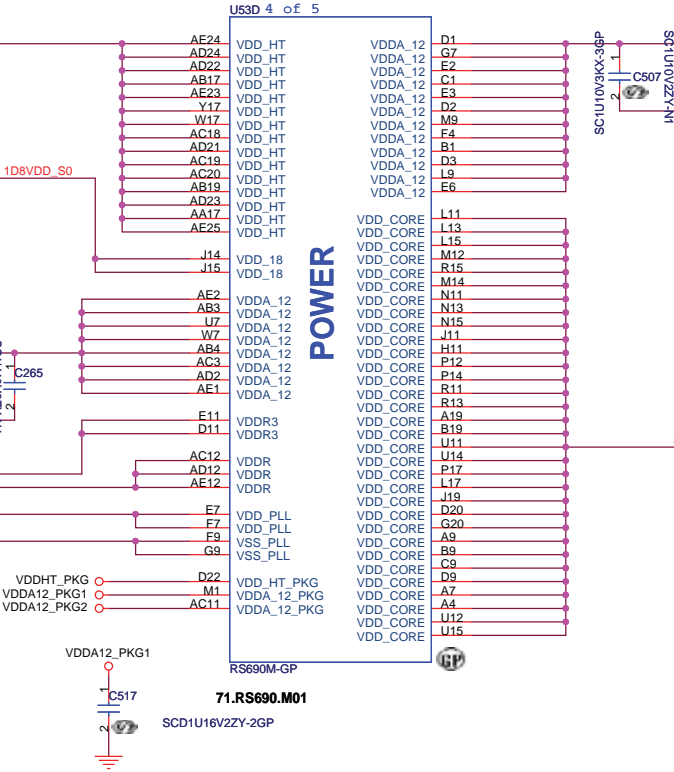 U53D 4 of 5
AE24 VDD_HT
AD24 VDD_HT
AD22 VDD_HT
AB17 VDD_HT
AE23 VDD_HT
Y17 VDD_HT
W17 VDD_HT
AC18 VDD_HT
AD21 VDD_HT
AC19 VDD_HT
AC20 VDD_HT
AB19 VDD_HT
AD23 VDD_HT
AA17 VDD_HT
AE25 VDD_HT
1D8VDD_S0
J14 VDD_18
J15 VDD_18
AE2 VDDA_12
AB3 VDDA_12
U7 VDDA_12
W7 VDDA_12
AB4 VDDA_12
AC3 VDDA_12
AD2 VDDA_12
AE1 VDDA_12
1 C265
2
E11 VDDR3
D11 VDDR3
AC12 VDDR
AD12 VDDR
AE12 VDDR
E7 VDD_PLL
F7 VDD_PLL
F9 VSS_PLL
G9 VSS_PLL
VDDHT_PKG D22 VDD_HT_PKG
VDDA12_PKG1 M1 VDDA_12_PKG
VDDA12_PKG2 AC11 VDDA_12_PKG
POWER
VDDA_12 D1
VDDA_12 G7
VDDA_12 E2
VDDA_12 C1
VDDA_12 E3
VDDA_12 D2
VDDA_12 M9
VDDA_12 F4
VDDA_12 B1
VDDA_12 D3
VDDA_12 L9
VDDA_12 E6
VDD_CORE L11
VDD_CORE L13
VDD_CORE L15
VDD_CORE M12
VDD_CORE R15
VDD_CORE M14
VDD_CORE N11
VDD_CORE N13
VDD_CORE N15
VDD_CORE J11
VDD_CORE H11
VDD_CORE P12
VDD_CORE P14
VDD_CORE R11
VDD_CORE R13
VDD_CORE A19
VDD_CORE B19
VDD_CORE U11
VDD_CORE U14
VDD_CORE P17
VDD_CORE L17
VDD_CORE J19
VDD_CORE D20
VDD_CORE G20
VDD_CORE A9
VDD_CORE B9
VDD_CORE C9
VDD_CORE D9
VDD_CORE A7
VDD_CORE A4
VDD_CORE U12
VDD_CORE U15
SC1U10V3KX-3GP
1 C507
2
SC1U10V2ZY-N1
GP
RS690M-GP
71.RS690.M01
VDDA12_PKG1
1 C517
2
SCD1U16V2ZY-2GP